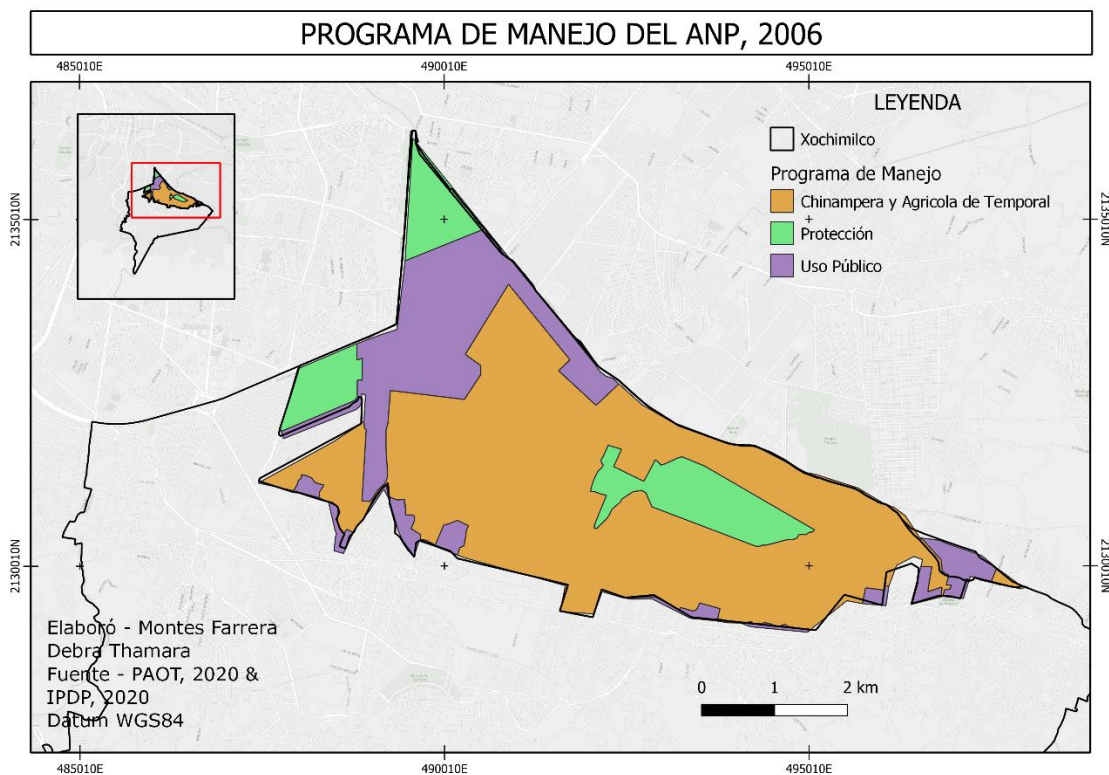 PROGRAMA DE MANEJO DEL ANP, 2006
485010E
490010E
495010E
LEYENDA
Xochimilco
Programa de Manejo
Chinampera y Agricola de Temporal
Protección
Uso Público
2135010N
2135010N
2130010N
2130010N
Elaboró - Montes Farrera
Debra Thamara
Fuente - PAOT, 2020 &
IPDP, 2020
Datum WGS84
0 1 2 km
485010E
490010E
495010E